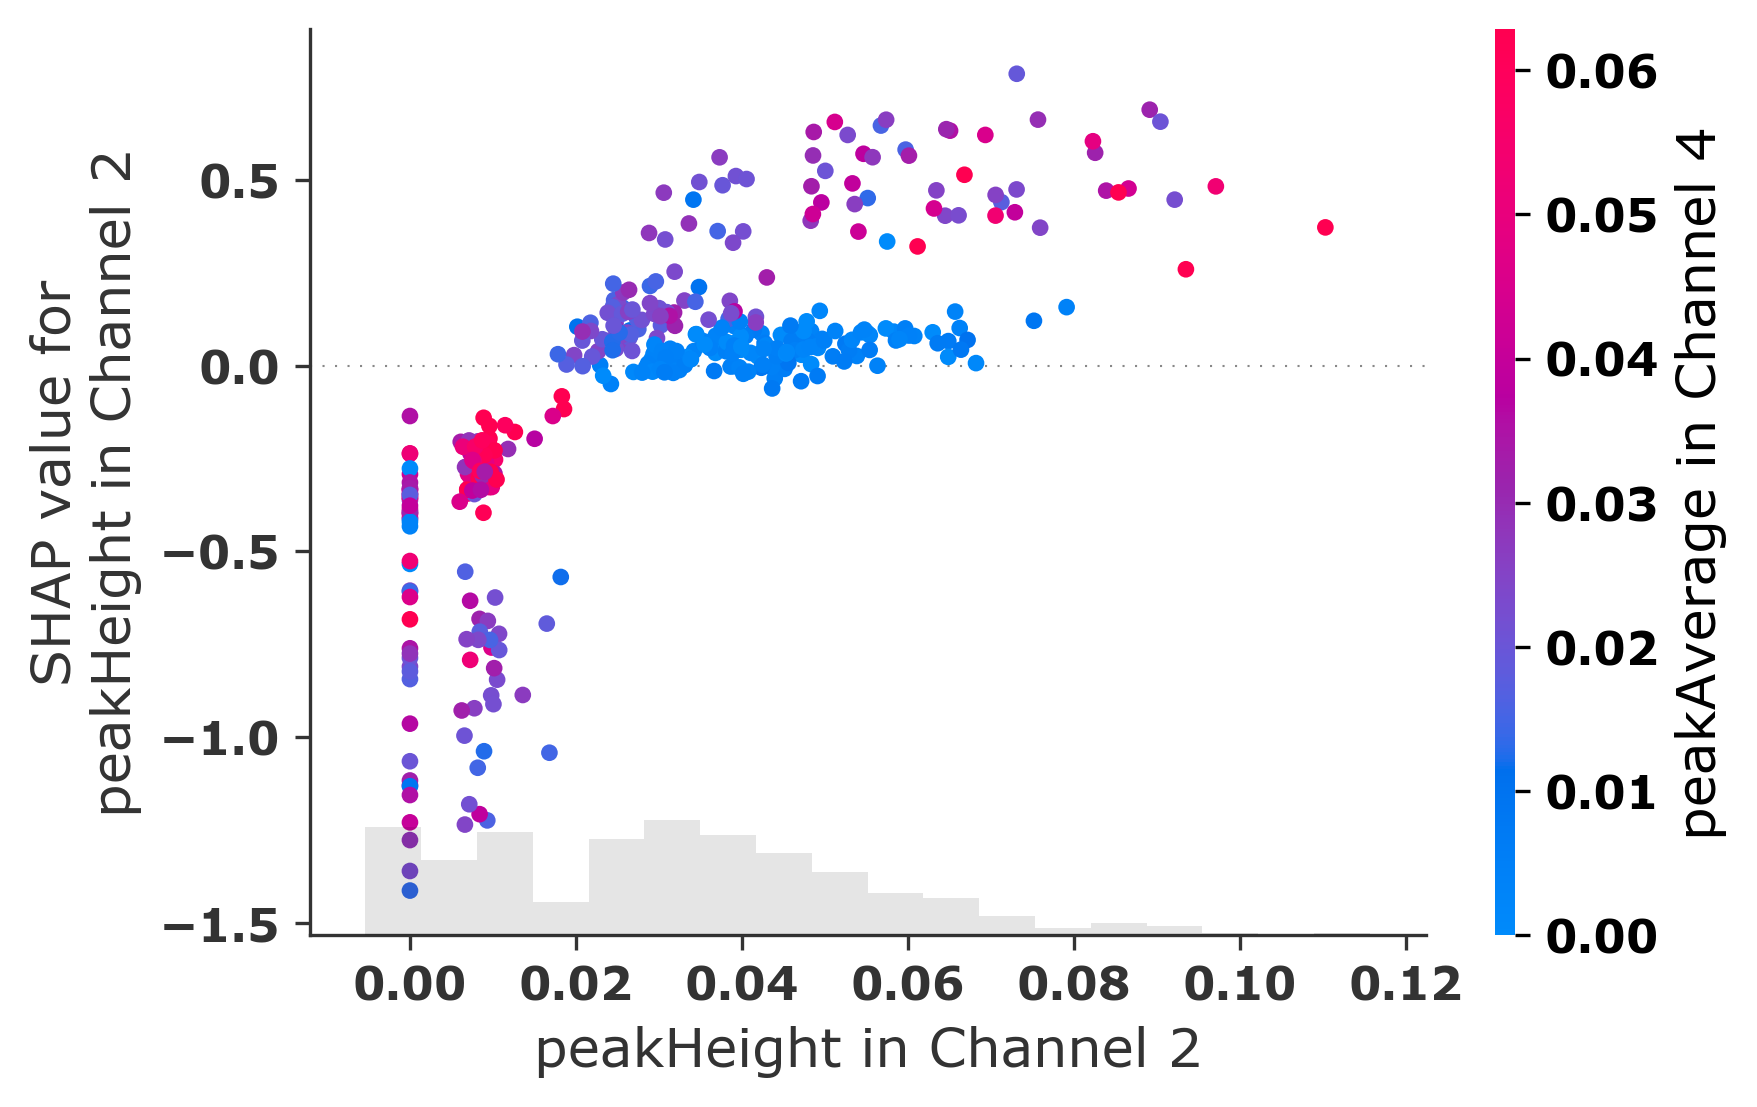 SHAP value for
peakHeight in Channel 2
0.5
0.0
−0.5
−1.0
−1.5
0.00 0.02 0.04 0.06 0.08 0.10 0.12
peakHeight in Channel 2
0.06
0.05
0.04
0.03
0.02
0.01
0.00
peakAverage in Channel 4